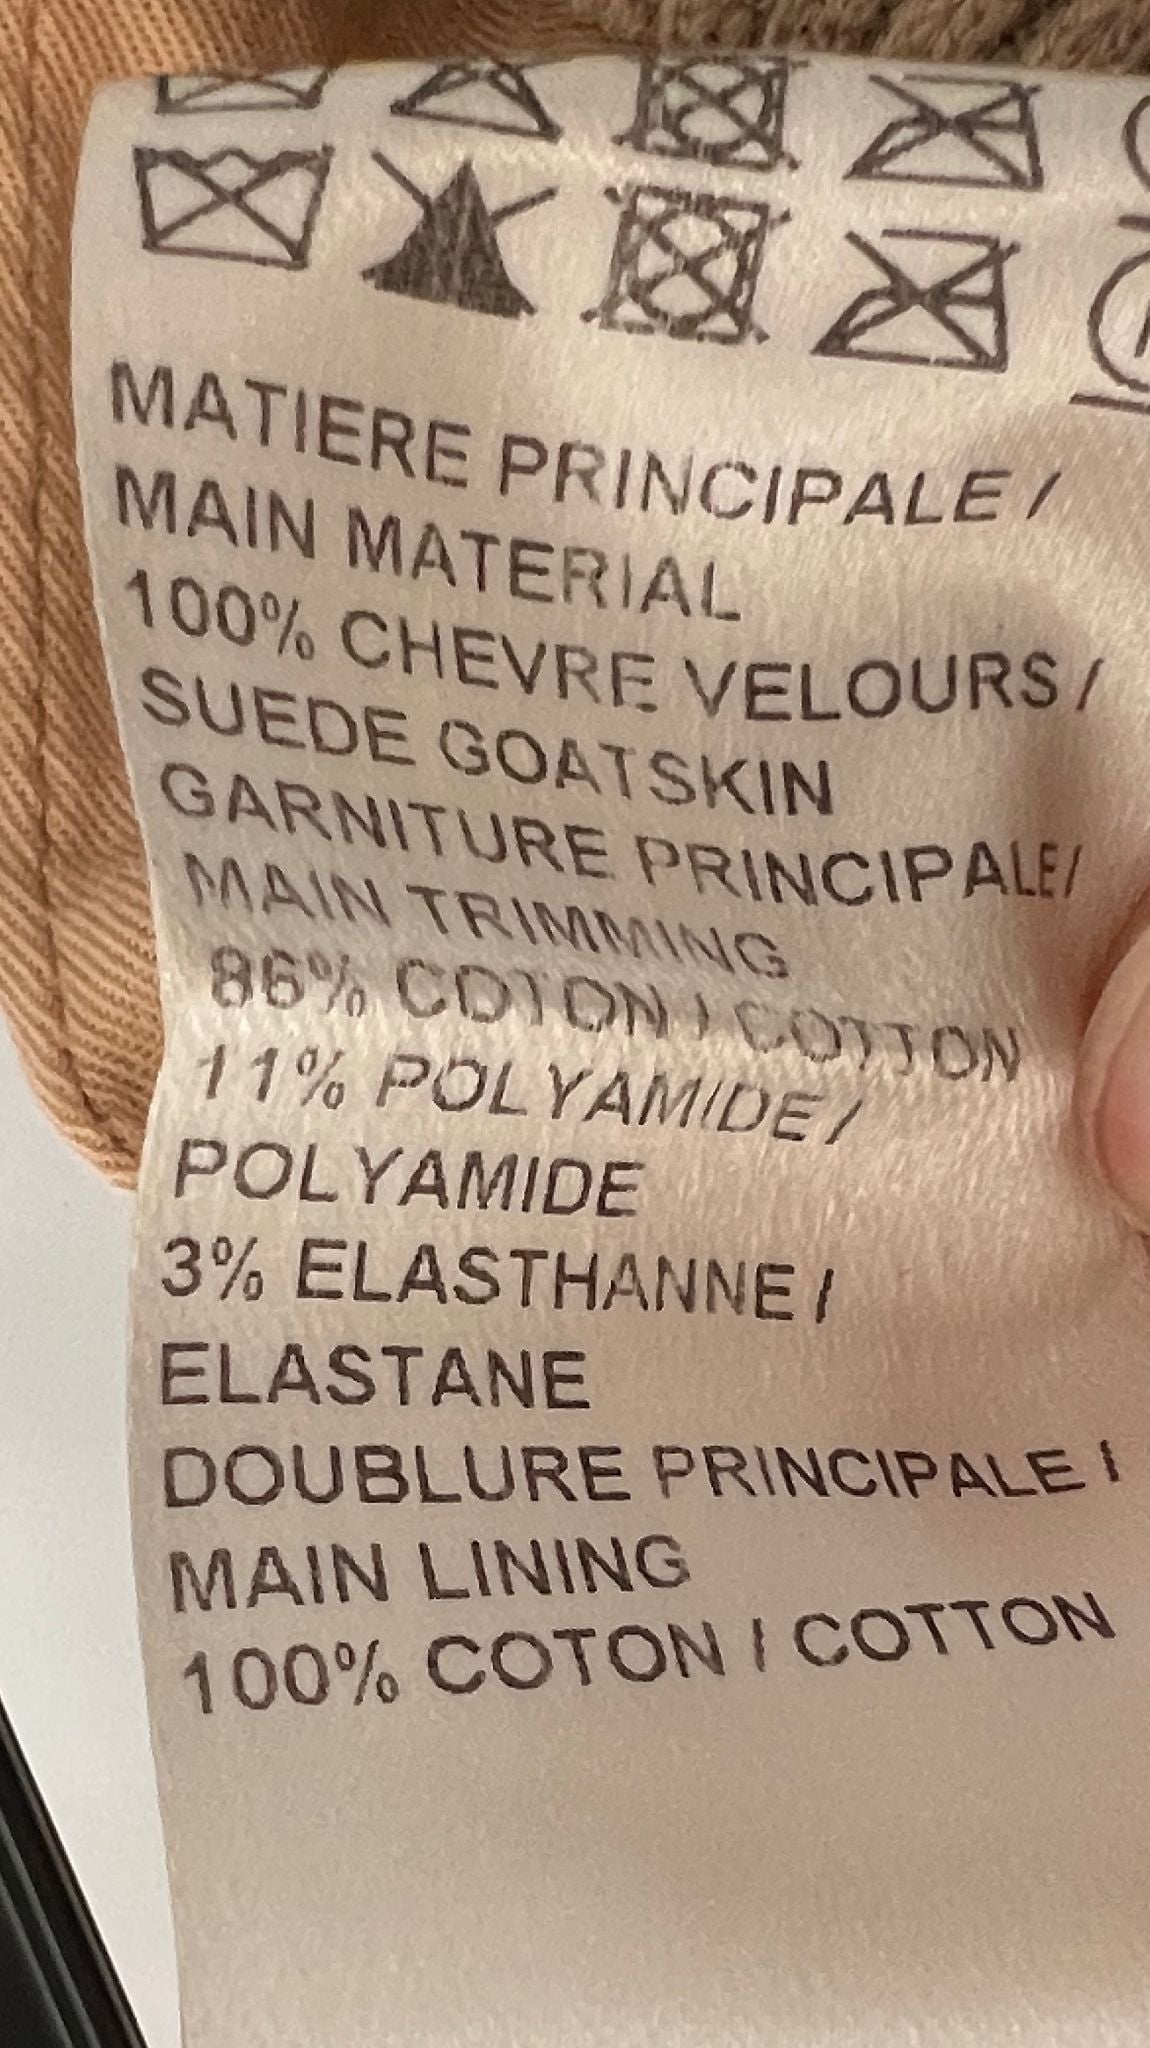 MATIERE PRINCIPALE /
MAIN MATERIAL
100% CHEVRE VELOURS /
SUEDE GOATSKIN
GARNITURE PRINCIPALE/
MAIN TRIMMING
86% COTON / COTTON
11% POLYAMIDE /
POLYAMIDE
3% ELASTHANNE /
ELASTANE
DOUBLURE PRINCIPALE /
MAIN LINING
100% COTON / COTTON